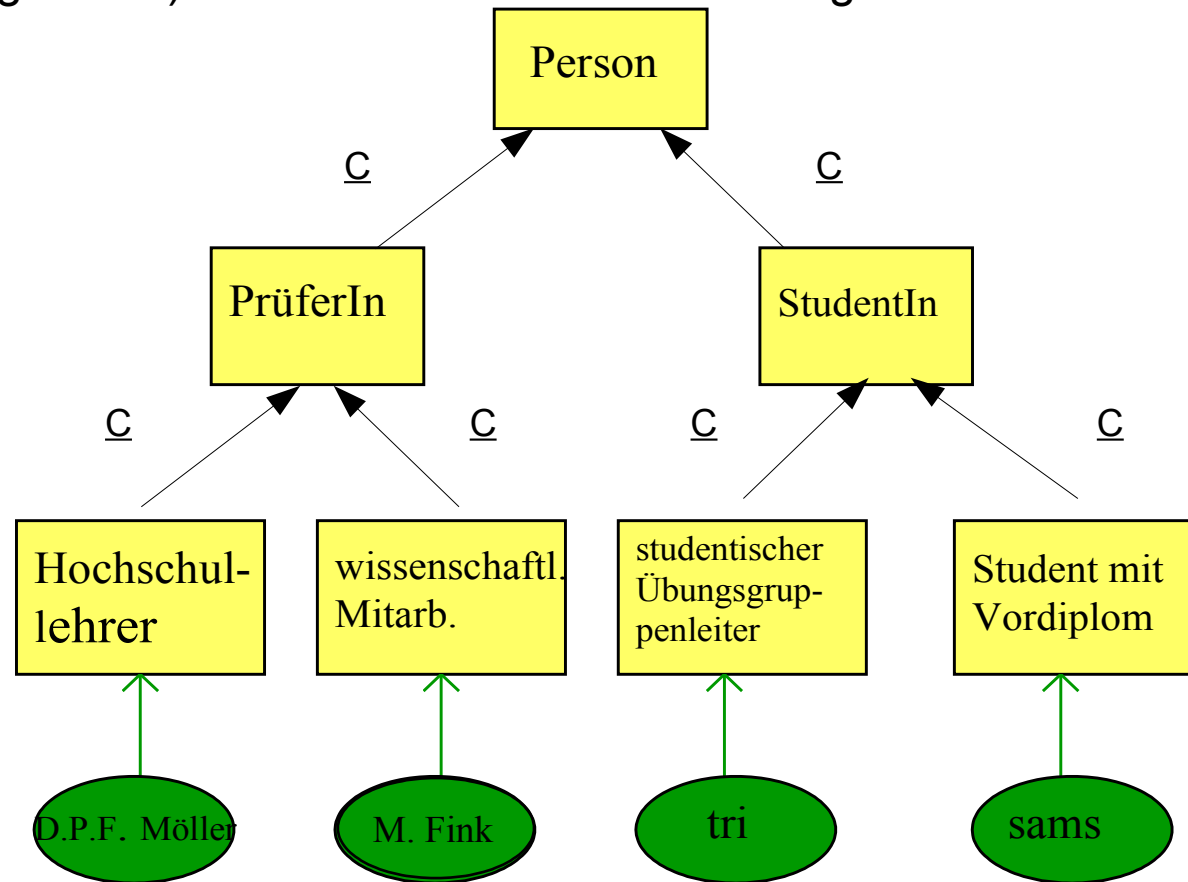 Person
C
C
PrüferIn
StudentIn
C
C
C
C
Hochschul-
lehrer
wissenschaftl.
Mitarb.
studentischer
Übungsgrup-
penleiter
Student mit
Vordiplom
D.P.F. Möller
M. Fink
tri
sams